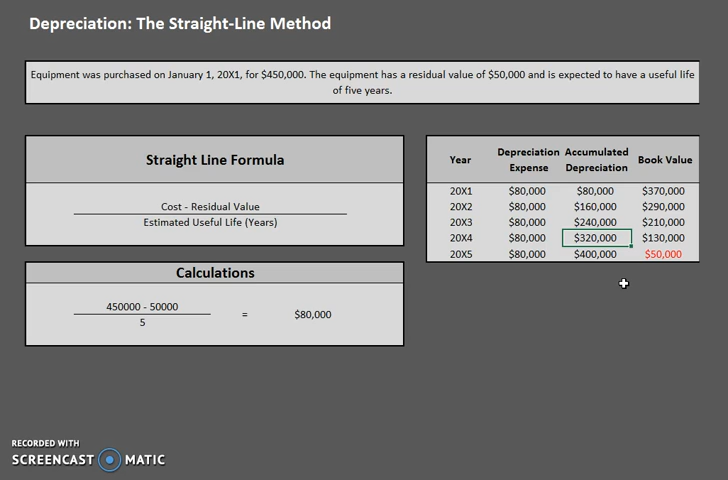 Depreciation: The Straight-Line Method
Equipment was purchased on January 1, 20X1, for $450,000. The equipment has a residual value of $50,000 and is expected to have a useful life
of five years.
Straight Line Formula
Cost - Residual Value
Estimated Useful Life (Years)
Calculations
450000 - 50000
5
= $80,000
Year Depreciation Expense Accumulated Depreciation Book Value
20X1 $80,000 $80,000 $370,000
20X2 $80,000 $160,000 $290,000
20X3 $80,000 $240,000 $210,000
20X4 $80,000 $320,000 $130,000
20X5 $80,000 $400,000 $50,000
RECORDED WITH
SCREENCAST MATIC